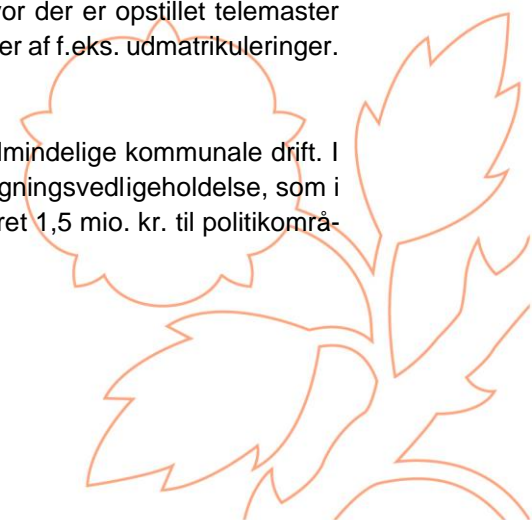 vor der er opstillet telemaster
er af f.eks. udmatrikuleringer.
lmindelige kommunale drift. I
gningsvedligeholdelse, som i
ret 1,5 mio. kr. til politikområ-